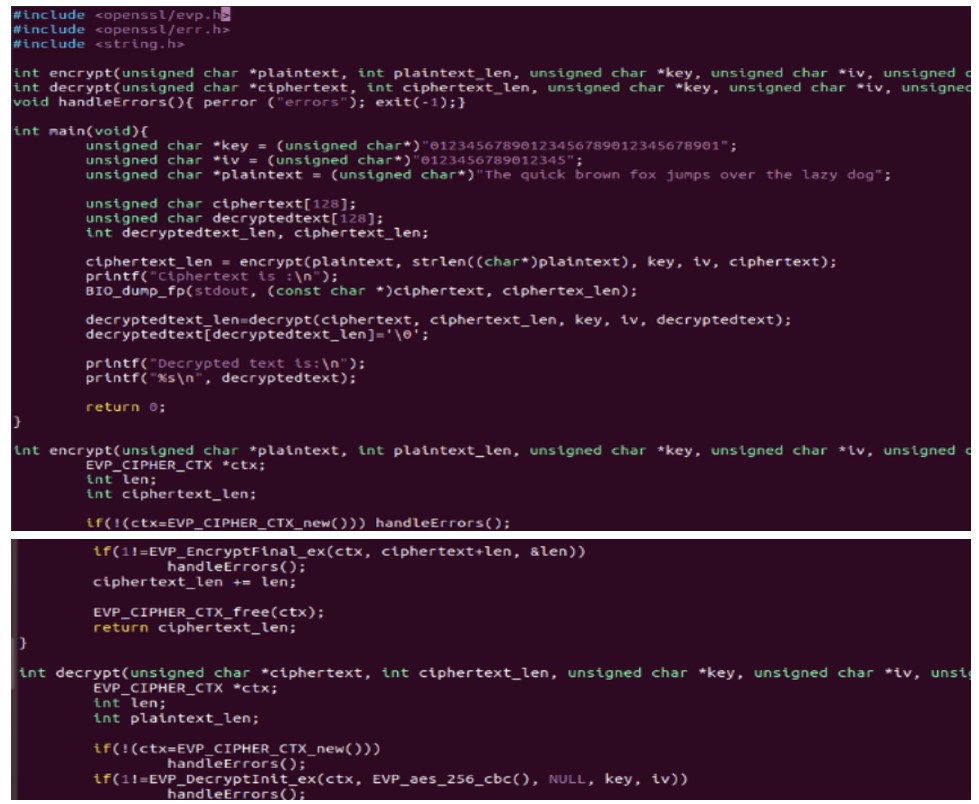 #include <openssl/evp.h>
#include <openssl/err.h>
#include <string.h>
int encrypt(unsigned char *plaintext, int plaintext_len, unsigned char *key, unsigned char *iv, unsigned c
int decrypt(unsigned char *ciphertext, int ciphertext_len, unsigned char *key, unsigned char *iv, unsigned
void handleErrors(){ perror ("errors"); exit(-1);}
int main(void){
unsigned char *key = (unsigned char*)"01234567890123456789012345678901";
unsigned char *iv = (unsigned char*)"0123456789012345";
unsigned char *plaintext = (unsigned char*)"The quick brown fox jumps over the lazy dog";
unsigned char ciphertext[128];
unsigned char decryptedtext[128];
int decryptedtext_len, ciphertext_len;
ciphertext_len = encrypt(plaintext, strlen((char*)plaintext), key, iv, ciphertext);
printf("Ciphertext is :\n");
BIO_dump_fp(stdout, (const char *)ciphertext, ciphertex_len);
decryptedtext_len=decrypt(ciphertext, ciphertext_len, key, iv, decryptedtext);
decryptedtext[decryptedtext_len]='\0';
printf("Decrypted text is:\n");
printf("%s\n", decryptedtext);
return 0;
}
int encrypt(unsigned char *plaintext, int plaintext_len, unsigned char *key, unsigned char *iv, unsigned c
EVP_CIPHER_CTX *ctx;
int len;
int ciphertext_len;
if(!(ctx=EVP_CIPHER_CTX_new())) handleErrors();
if(1!=EVP_EncryptFinal_ex(ctx, ciphertext+len, &len))
handleErrors();
ciphertext_len += len;
EVP_CIPHER_CTX_free(ctx);
return ciphertext_len;
}
int decrypt(unsigned char *ciphertext, int ciphertext_len, unsigned char *key, unsigned char *iv, unsig
EVP_CIPHER_CTX *ctx;
int len;
int plaintext_len;
if(!(ctx=EVP_CIPHER_CTX_new()))
handleErrors();
if(1!=EVP_DecryptInit_ex(ctx, EVP_aes_256_cbc(), NULL, key, iv))
handleErrors();